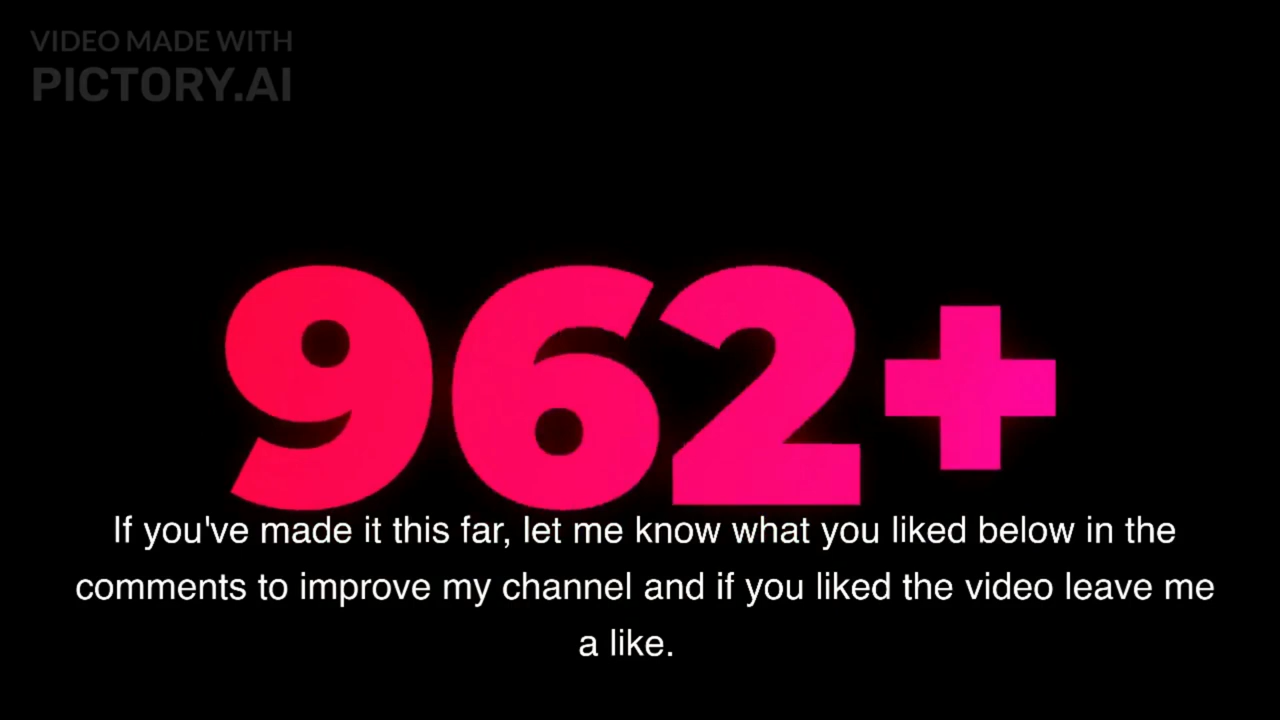 VIDEO MADE WITH
PICTORY.AI
962+
If you've made it this far, let me know what you liked below in the
comments to improve my channel and if you liked the video leave me
a like.